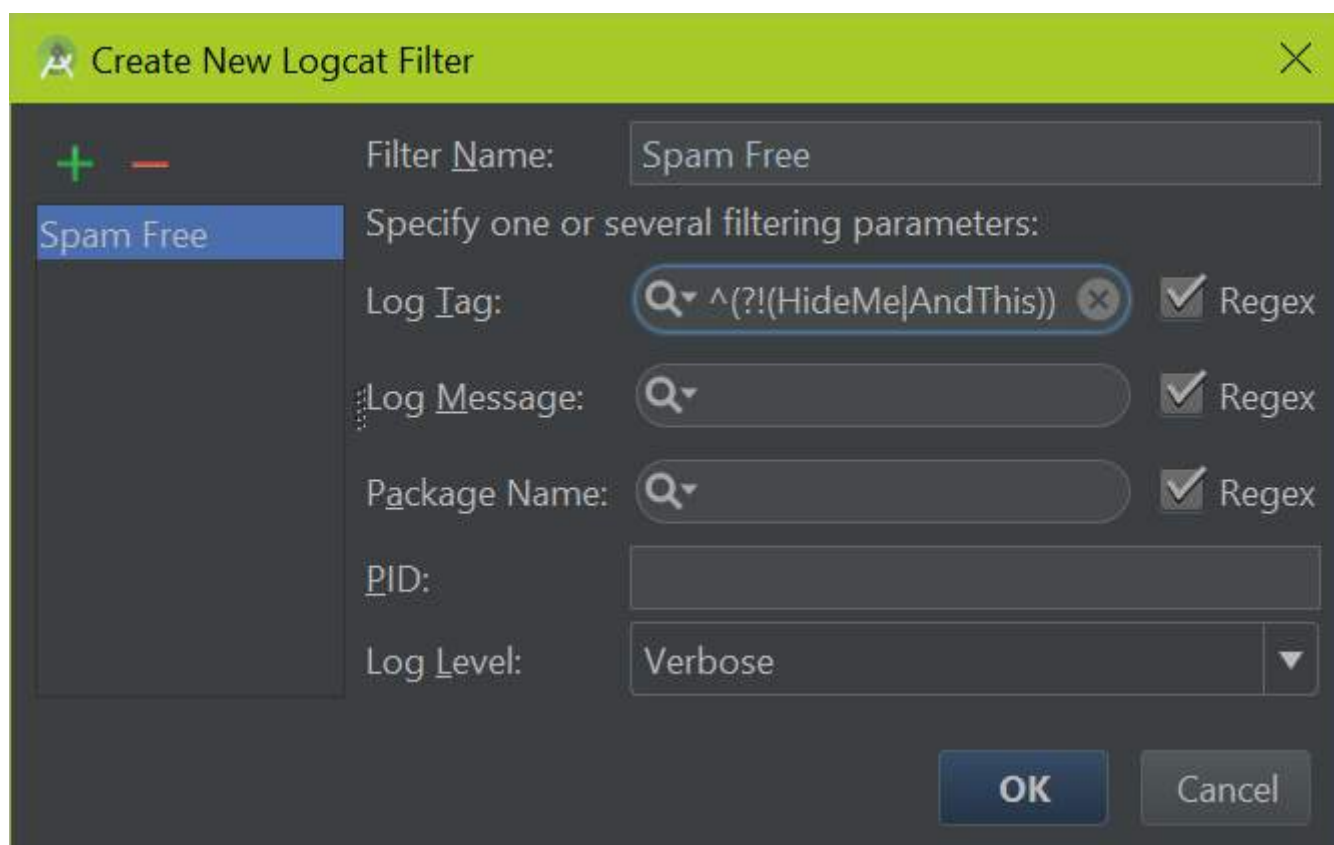 Create New Logcat Filter
Filter Name: Spam Free
Spam Free
Specify one or several filtering parameters:
Log Tag: ^(?!(HideMe|AndThis)) Regex
Log Message: Regex
Package Name: Regex
PID:
Log Level: Verbose
OK Cancel